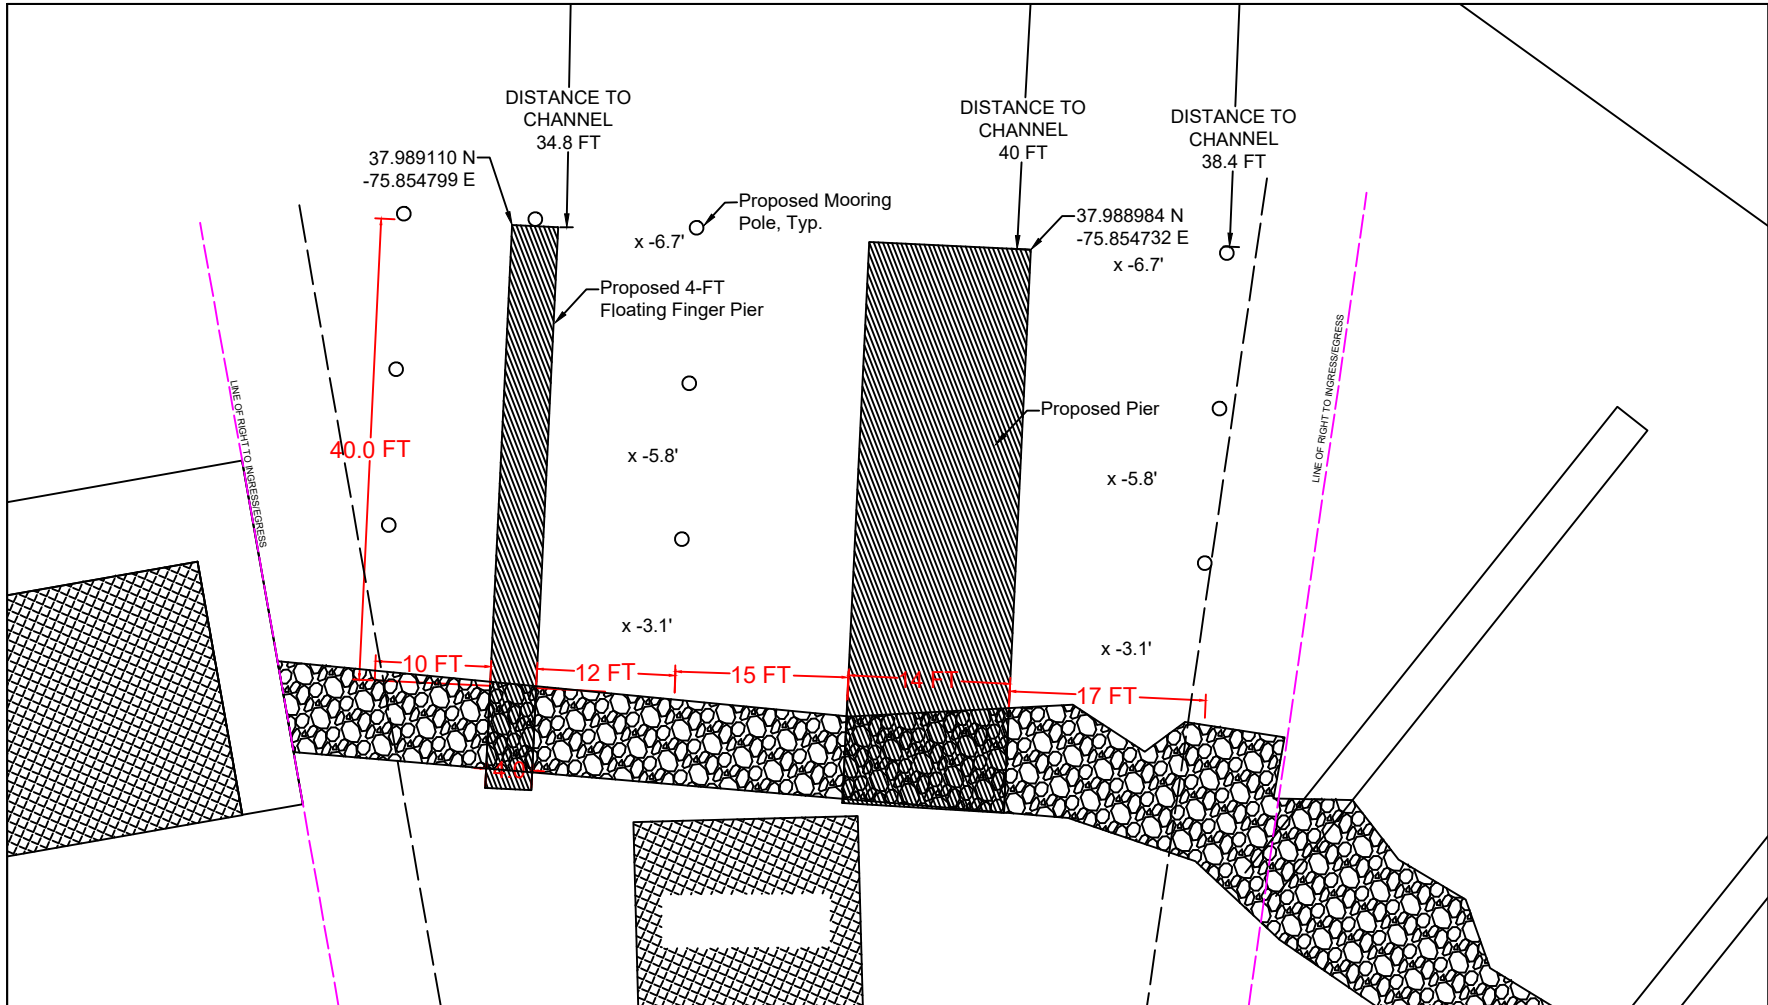 DISTANCE TO
CHANNEL
34.8 FT
DISTANCE TO
CHANNEL
40 FT
DISTANCE TO
CHANNEL
38.4 FT
37.989110 N
-75.854799 E
Proposed Mooring
Pole, Typ.
x -6.7'
37.988984 N
-75.854732 E
x -6.7'
Proposed 4-FT
Floating Finger Pier
LINE OF RIGHT TO INGRESS/EGRESS
LINE OF RIGHT TO INGRESS/EGRESS
Proposed Pier
40.0 FT
x -5.8'
x -5.8'
x -3.1'
x -3.1'
10 FT
12 FT
15 FT
14 FT
17 FT
4.0